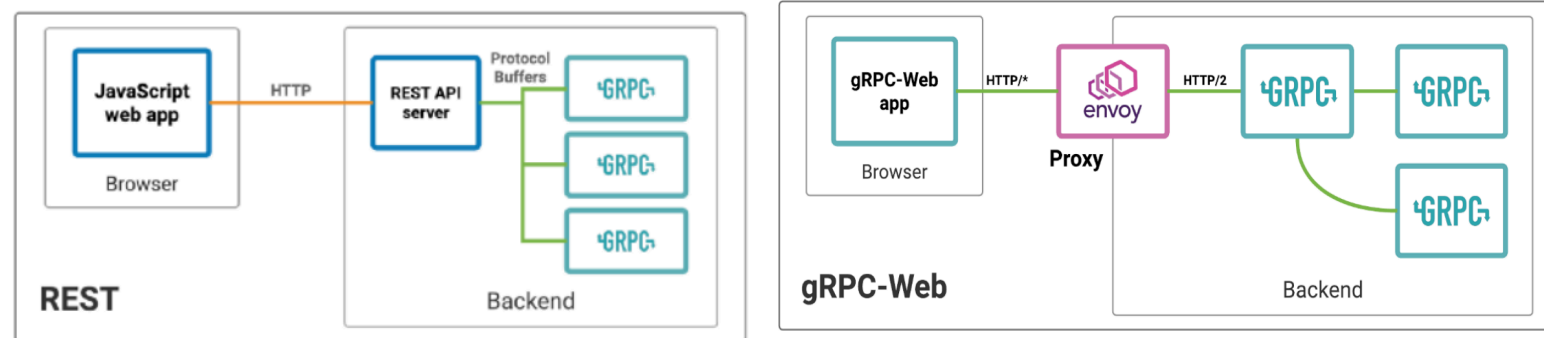 JavaScript
web app
Browser
HTTP
REST API
server
Protocol
Buffers
GRPC
GRPC
GRPC
Backend
REST
gRPC-Web
app
Browser
HTTP/*
envoy
Proxy
HTTP/2
GRPC
GRPC
GRPC
Backend
gRPC-Web